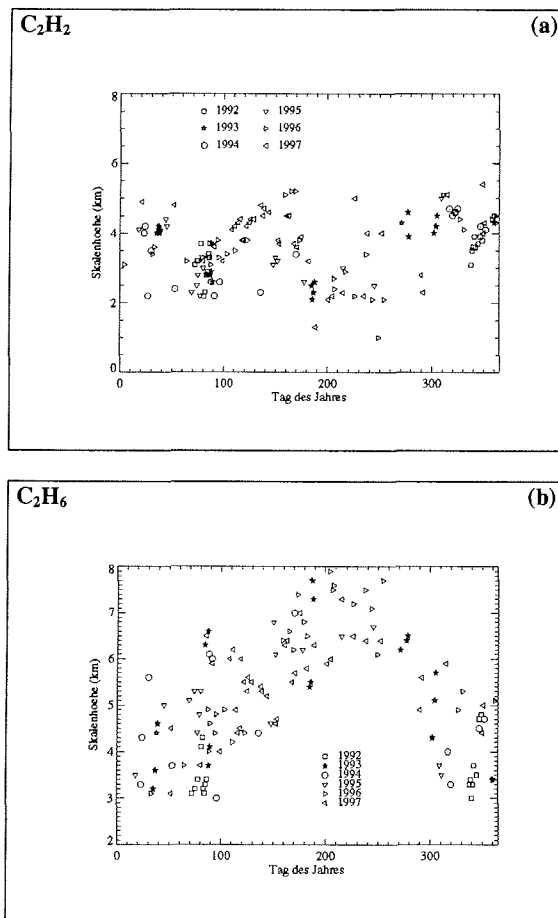 C2H2 (a)
8
6
4
2
0
Skalenhoehe (km)
1992 1995
1993 1996
1994 1997
0 100 200 300
Tag des Jahres
C2H6 (b)
8
7
6
5
4
3
2
Skalenhoehe (km)
1992
1993
1994
1995
1996
1997
0 100 200 300
Tag des Jahres